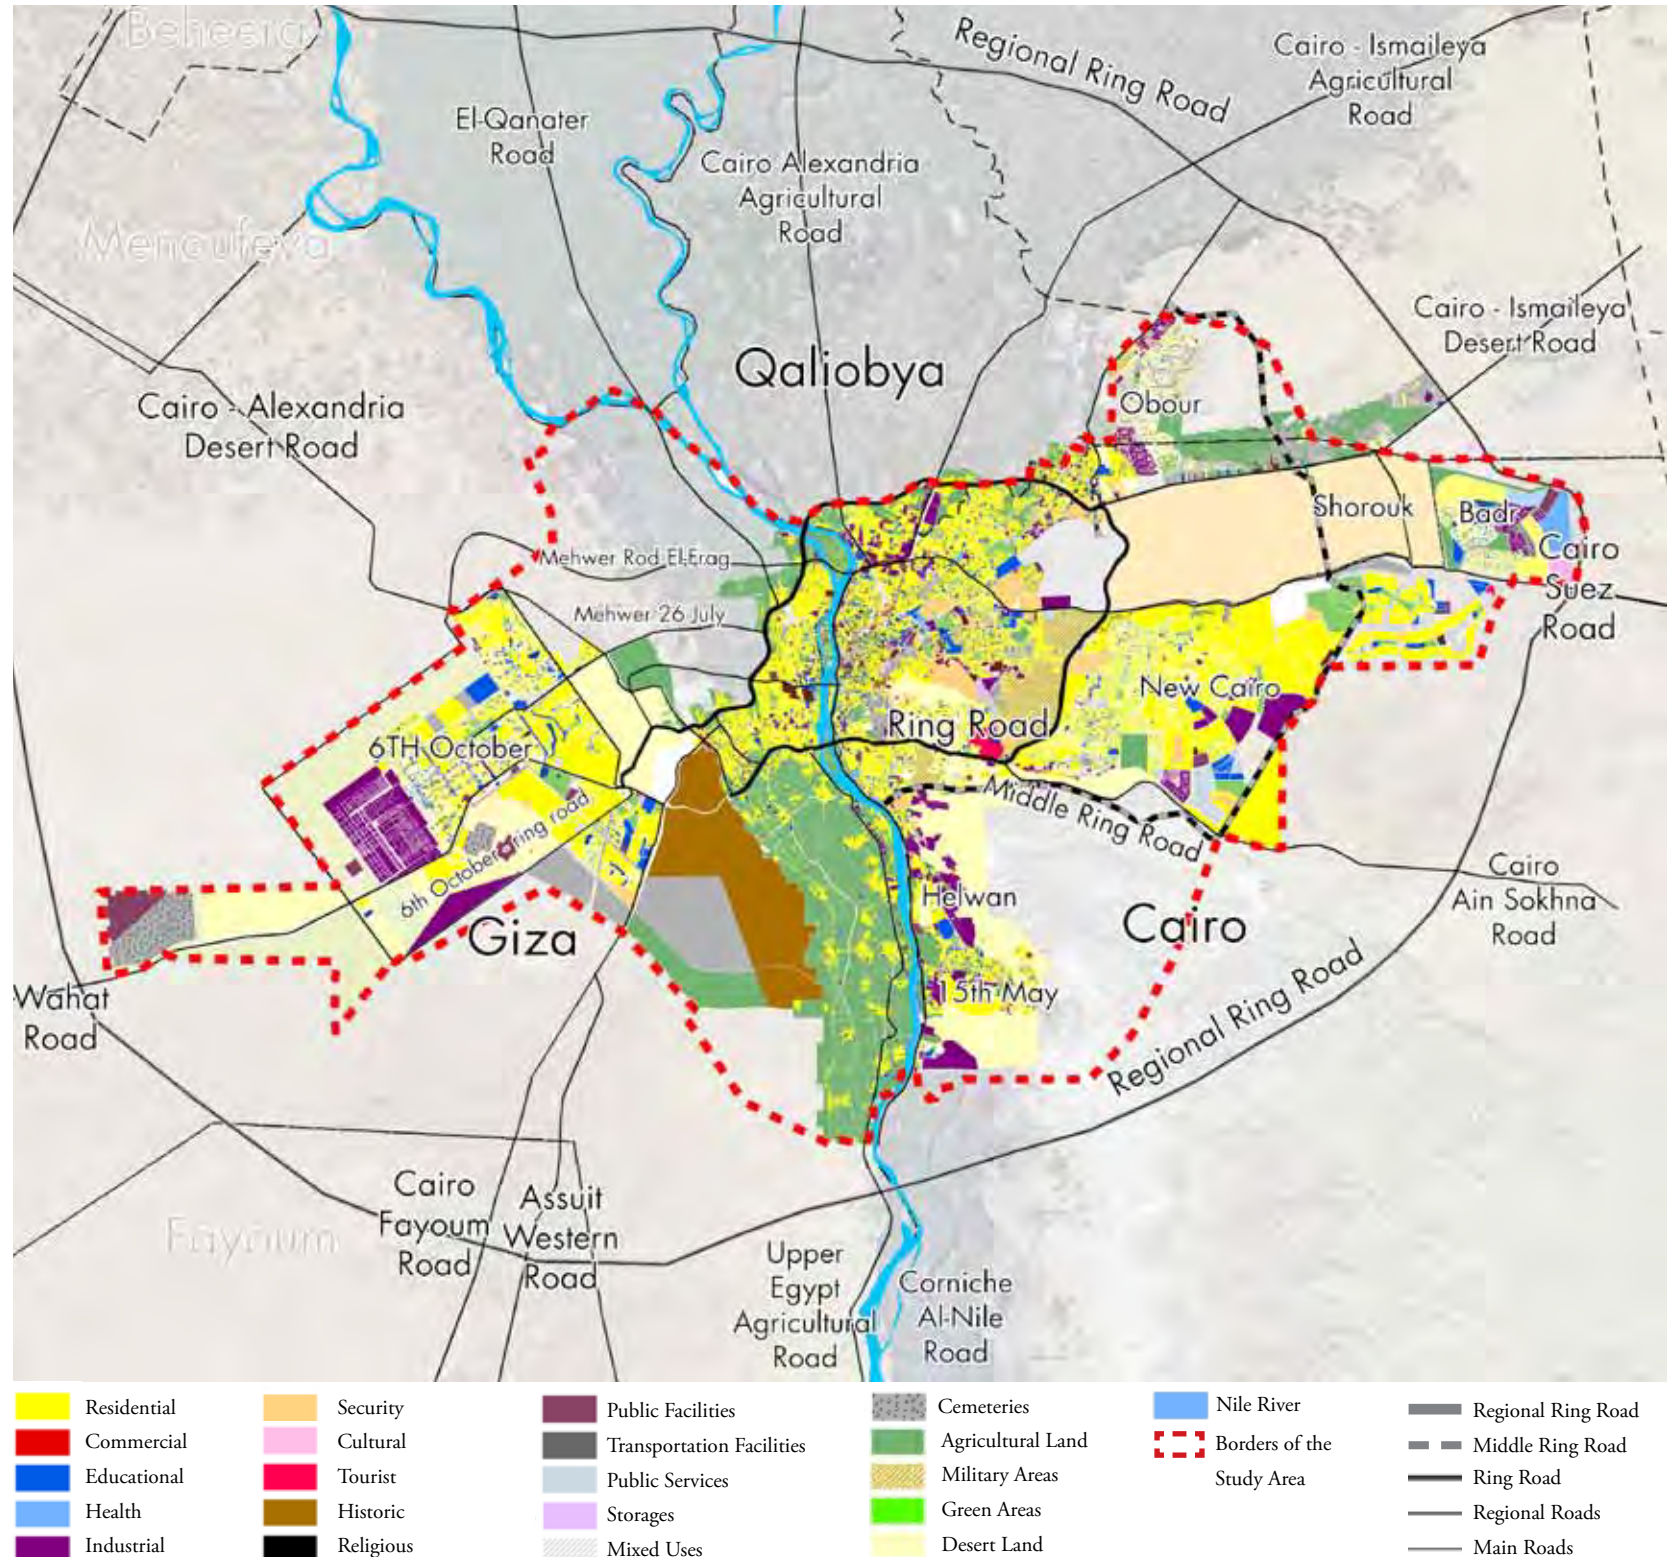 Beheera
Regional Ring Road
Cairo - Ismaileya
Agricultural
Road
El-Qanater
Road
Cairo Alexandria
Agricultural
Road
Menoufeya
Cairo - Ismaileya
Desert Road
Qaliobya
Cairo - Alexandria
Desert Road
Obour
Shorouk
Badr
Cairo
Suez
Road
Mehwer Rod El-Erag
Mehwer 26 July
New Cairo
Ring Road
6TH October
Middle Ring Road
6th October ring road
Helwan
Giza
Cairo
Cairo
Ain Sokhna
Road
Wahat
Road
15th May
Regional Ring Road
Fayoum
Cairo
Fayoum
Road
Assuit
Western
Road
Upper
Egypt
Agricultural
Road
Corniche
Al-Nile
Road
Residential
Commercial
Educational
Health
Industrial
Security
Cultural
Tourist
Historic
Religious
Public Facilities
Transportation Facilities
Public Services
Storages
Mixed Uses
Cemeteries
Agricultural Land
Military Areas
Green Areas
Desert Land
Nile River
Borders of the
Study Area
Regional Ring Road
Middle Ring Road
Ring Road
Regional Roads
Main Roads